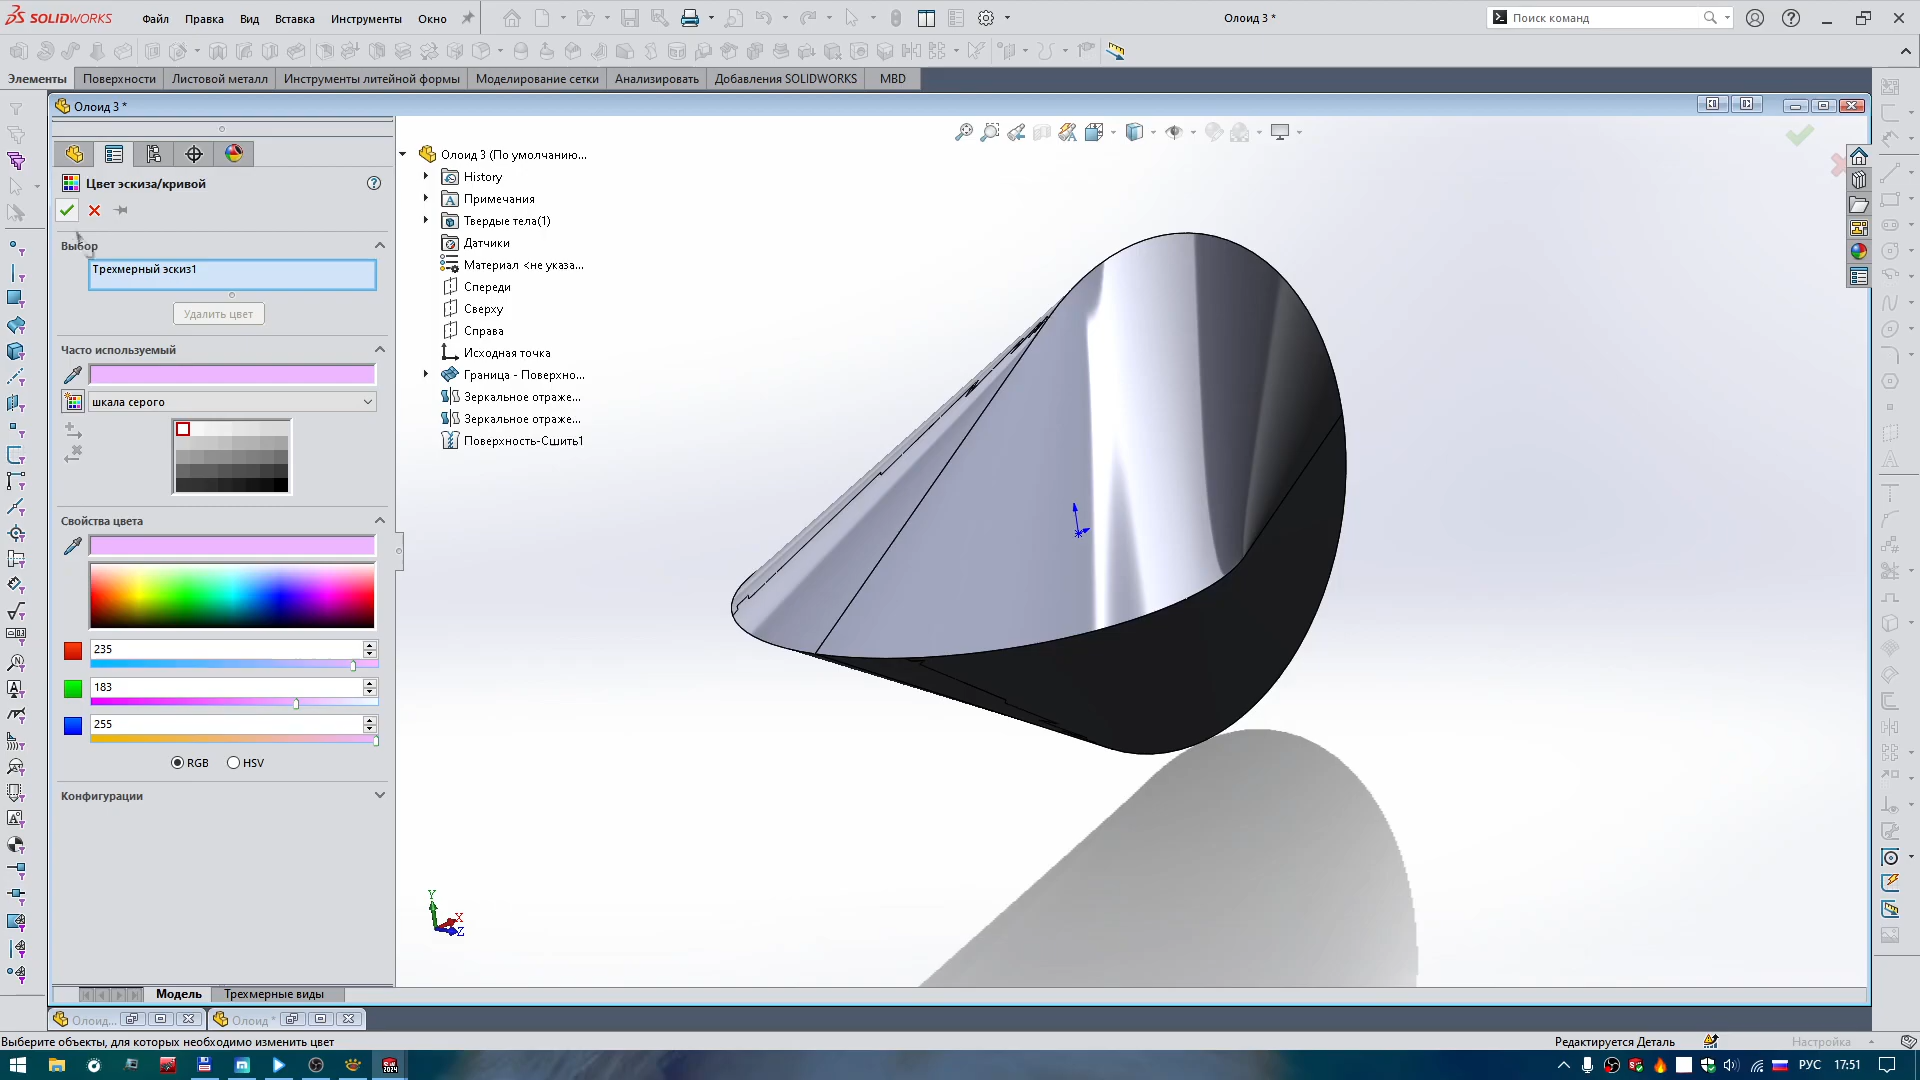 SOLIDWORKS
Файл
Правка
Вид
Вставка
Инструменты
Окно
Олоид 3 *
Поиск команд
Элементы
Поверхности
Листовой металл
Инструменты литейной формы
Моделирование сетки
Анализировать
Добавления SOLIDWORKS
MBD
Олоид 3 *
Цвет эскиза/кривой
Выбор
Трехмерный эскиз1
Удалить цвет
Часто используемый
шкала серого
Свойства цвета
235
183
255
RGB
HSV
Конфигурации
Олоид 3 (По умолчанию...
History
Примечания
Твердые тела(1)
Датчики
Материал <не указа...
Спереди
Сверху
Справа
Исходная точка
Граница - Поверхно...
Зеркальное отраже...
Зеркальное отраже...
Поверхность-Сшить1
Y
X
Z
Модель
Трехмерные виды
Олоид...
Олоид *
Выберите объекты, для которых необходимо изменить цвет
Редактируется Деталь
Настройка
РУС
17:51